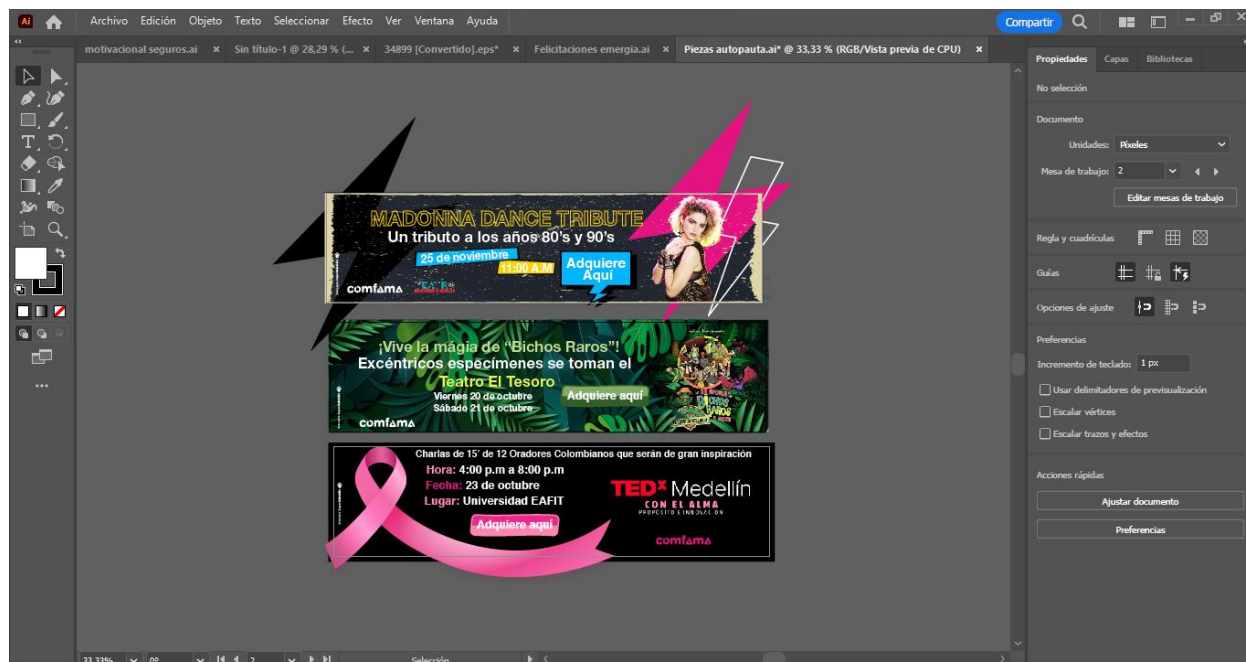 Ai
Archivo Edición Objeto Texto Seleccionar Efecto Ver Ventana Ayuda
Compartir
motivacional seguros.ai × Sin título-1 @ 28,29 % (... × 34899 [Convertido].eps* × Felicitaciones emergia.ai × Piezas autopauta.ai* @ 33,33 % (RGB/Vista previa de CPU) ×
Propiedades Capas Bibliotecas
No selección
Documento
Unidades: Píxeles
Mesa de trabajo: 2
Editar mesas de trabajo
Regla y cuadrículas
Guías
Opciones de ajuste
Preferencias
Incremento de teclado: 1 px
Usar delimitadores de previsualización
Escalar vértices
Escalar trazos y efectos
Acciones rápidas
Ajustar documento
Preferencias
MADONNA DANCE TRIBUTE
Un tributo a los años 80's y 90's
25 de noviembre
11:00 A.M
Adquiere
Aquí
comfama
¡Vive la mágia de “Bichos Raros”!
Excéntricos especímenes se toman el
Teatro El Tesoro
Viernes 20 de octubre
Sábado 21 de octubre
Adquiere aquí
comfama
BICHOS
RAROS
Charlas de 15' de 12 Oradores Colombianos que serán de gran inspiración
Hora: 4:00 p.m a 8:00 p.m
Fecha: 23 de octubre
Lugar: Universidad EAFIT
Adquiere aquí
TEDx Medellín
CON EL ALMA
PROPÓSITO E INNOVACIÓN
comfama
33,33% 0° 2 Selección